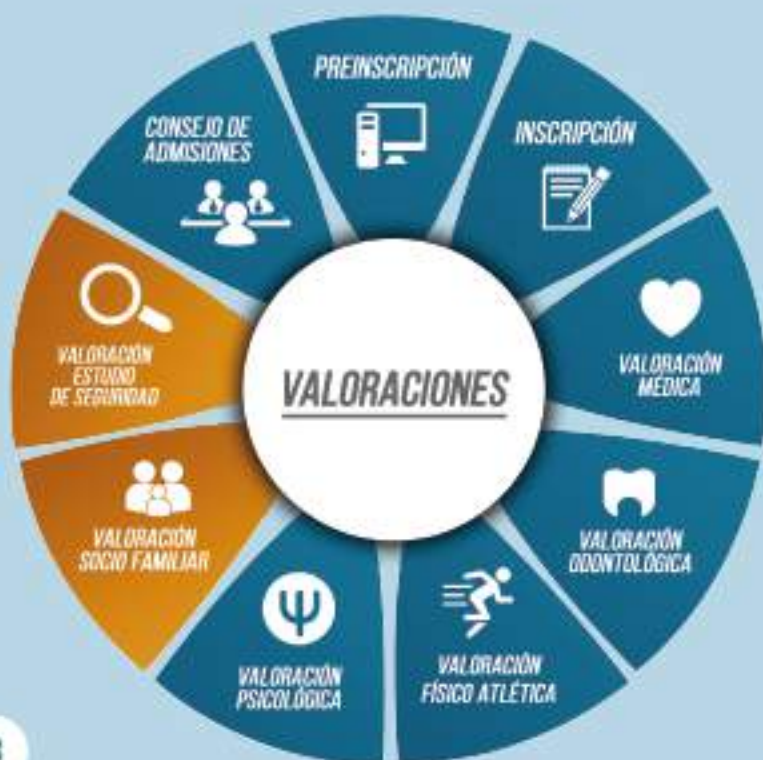 PREINSCRIPCIÓN
INSCRIPCIÓN
VALORACIÓN
MÉDICA
VALORACIÓN
ODONTOLÓGICA
VALORACIÓN
FÍSICO ATLÉTICA
VALORACIÓN
PSICOLÓGICA
VALORACIÓN
SOCIO FAMILIAR
VALORACIÓN
ESTUDIO
DE SEGURIDAD
CONSEJO DE
ADMISIONES
VALORACIONES